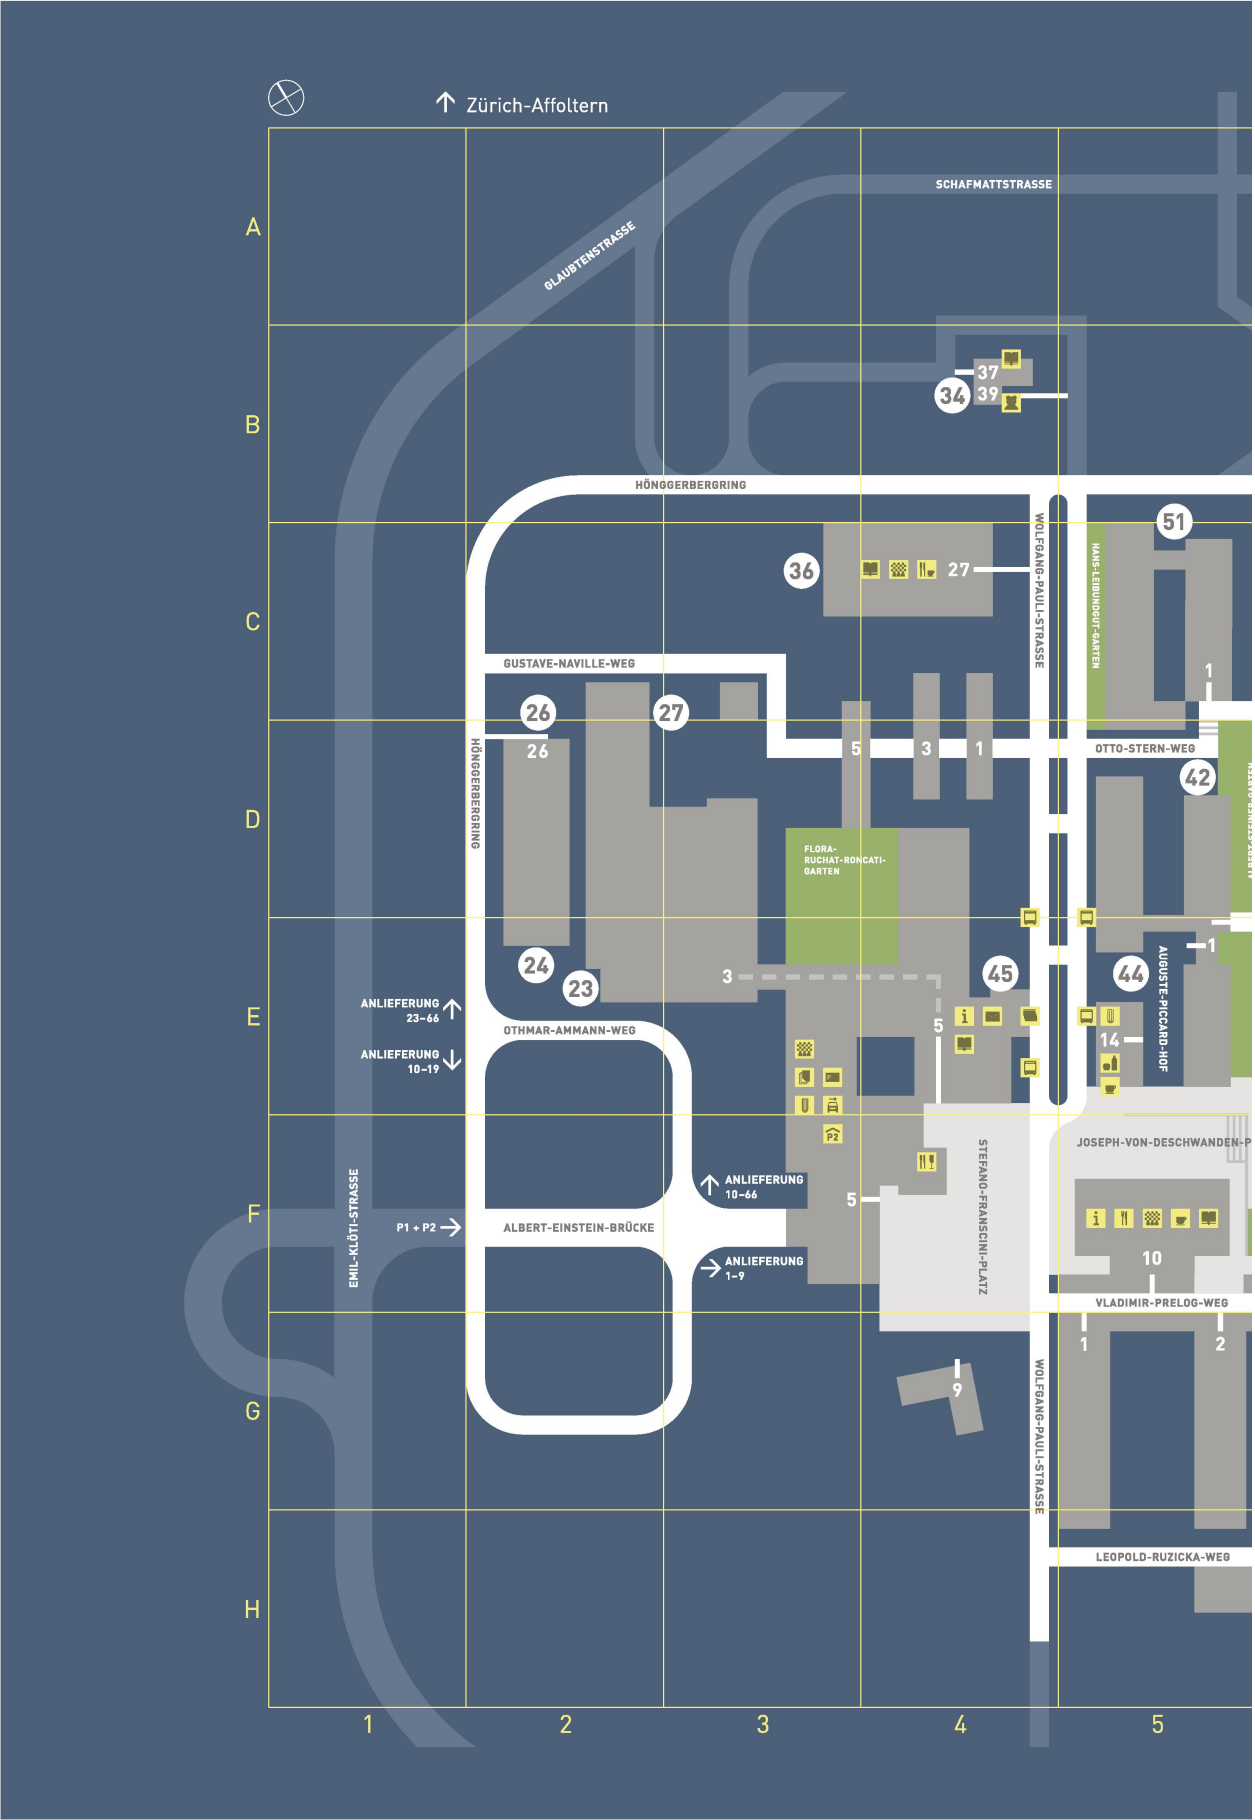 Zürich-Affoltern
SCHAFMATTSTRASSE
A
GLAUBTENSTRASSE
37
34
39
B
HÖNGGERBERGRING
WOLFGANG-PAULI-STRASSE
51
HANS-LEIBUNDGUT-GARTEN
36
27
C
GUSTAVE-NAVILLE-WEG
1
26
27
26
5
3
1
OTTO-STERN-WEG
HÖNGGERBERGRING
42
D
FLORA-
RUCHAT-RONCATI-
GARTEN
1
24
23
3
45
44
AUGUSTE-PICCARD-HOF
ANLIEFERUNG
23–66
E
i
5
OTHMAR-AMMANN-WEG
14
ANLIEFERUNG
10–19
P
P2
JOSEPH-VON-DESCHWANDEN-P
STEFANO-FRANSCINI-PLATZ
EMIL-KLÖTI-STRASSE
ANLIEFERUNG
10–66
5
F
i
P1 + P2
ALBERT-EINSTEIN-BRÜCKE
10
ANLIEFERUNG
1–9
VLADIMIR-PRELOG-WEG
1
2
9
WOLFGANG-PAULI-STRASSE
G
LEOPOLD-RUZICKA-WEG
H
1
2
3
4
5